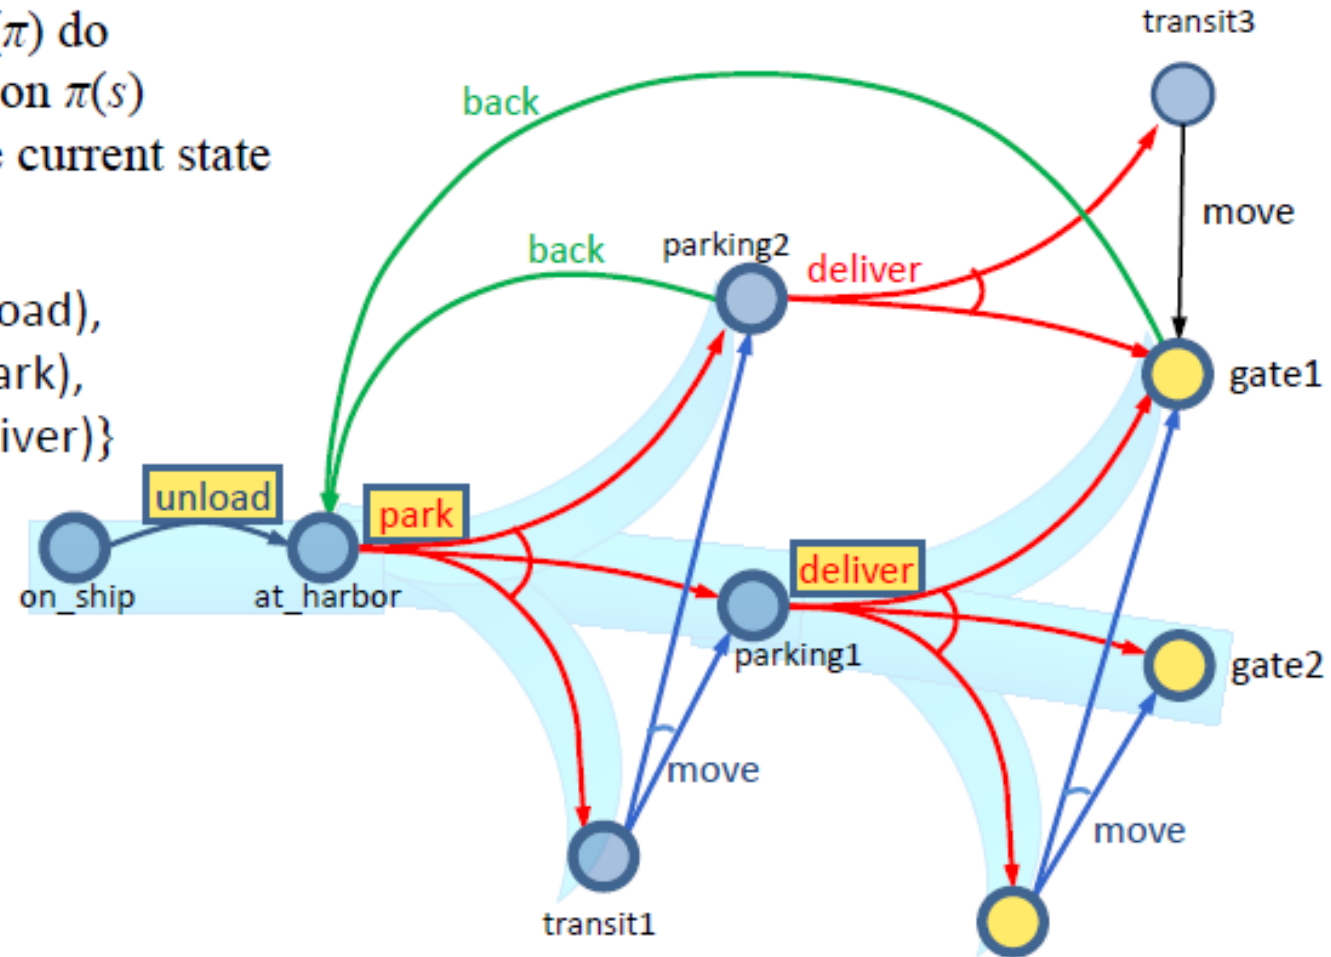 (π) do
on π(s)
e current state
oad),
ark),
iver)}
transit3
back
move
back
parking2
deliver
gate1
unload
park
on_ship
at_harbor
deliver
parking1
gate2
move
move
transit1